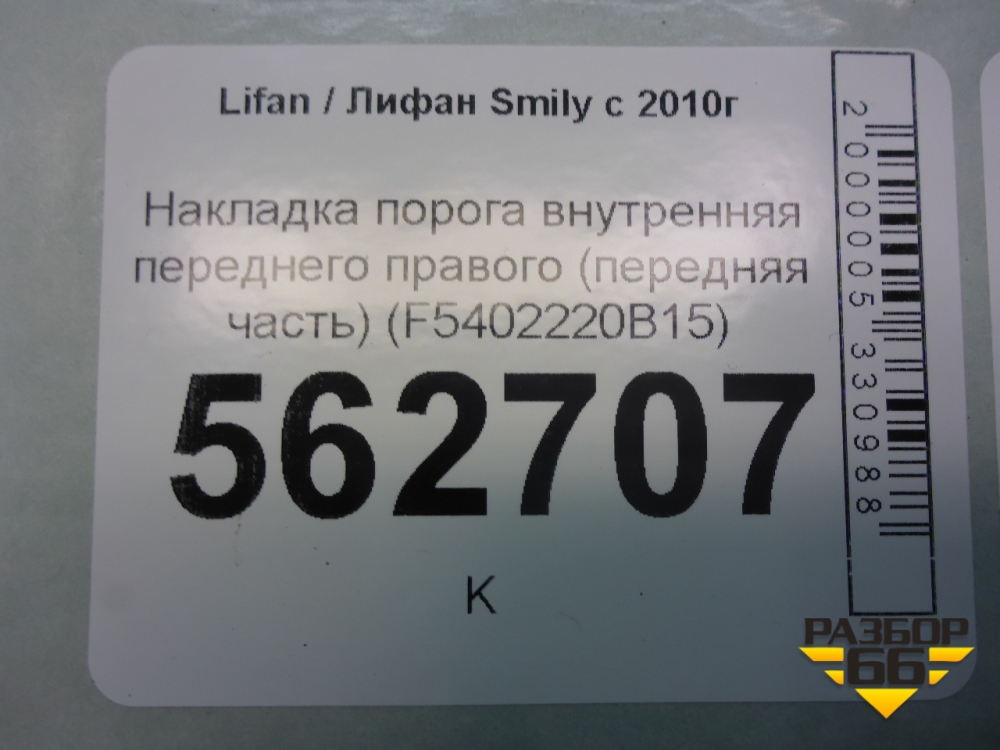 Lifan / Лифан Smily с 2010г
Накладка порога внутренняя
переднего правого (передняя
часть) (F5402220B15)
562707
К
2000005330988
РАЗБОР
66